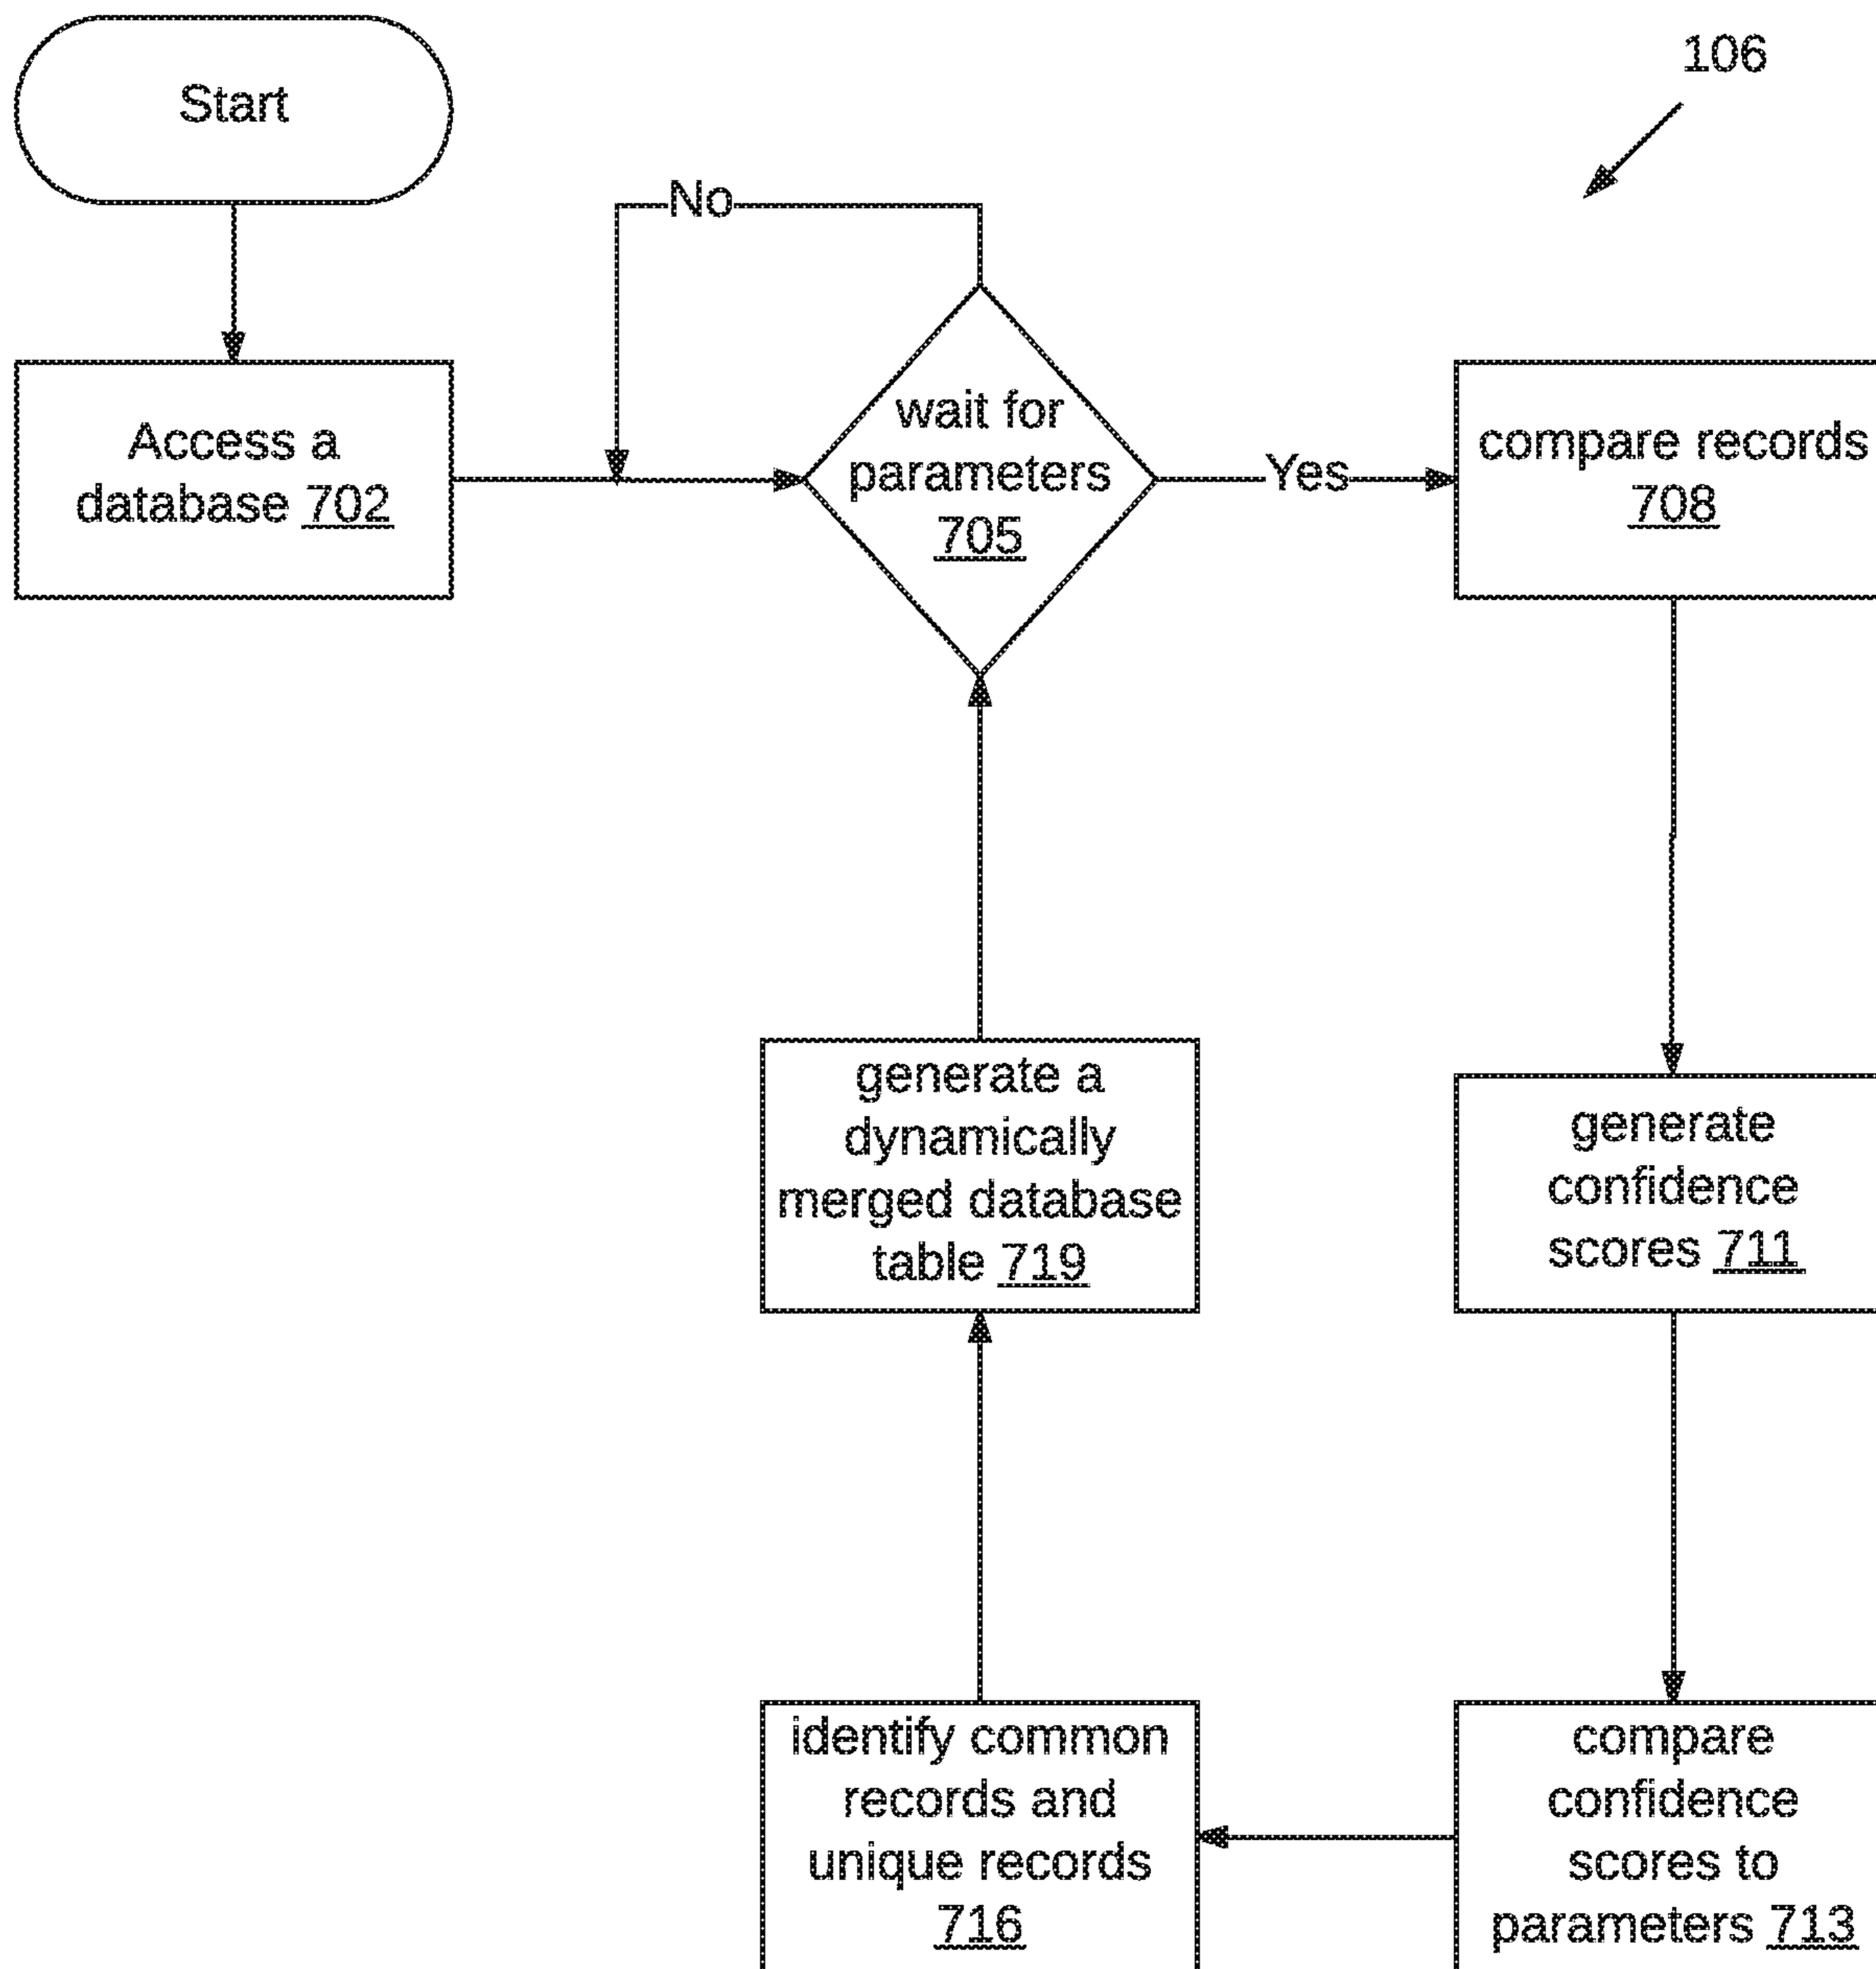 Start
106
No
Access a
database 702
wait for
parameters
705
Yes
compare records
708
generate a
dynamically
merged database
table 719
generate
confidence
scores 711
identify common
records and
unique records
716
compare
confidence
scores to
parameters 713